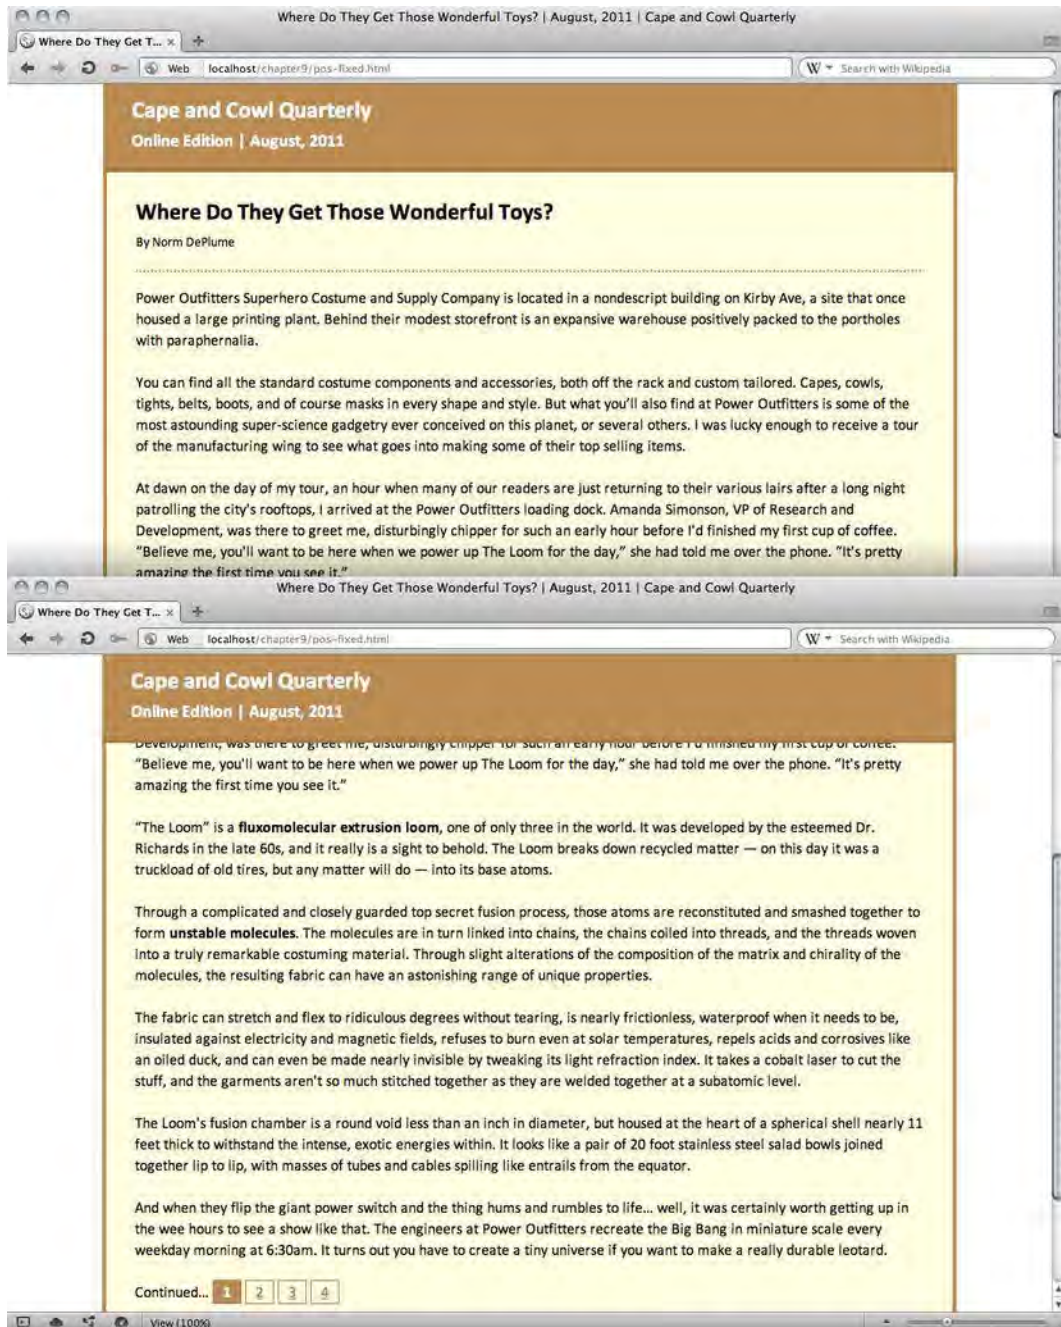 Where Do They Get Those Wonderful Toys? | August, 2011 | Cape and Cowl Quarterly
Where Do They Get T... ×
Web localhost/chapter9/pos-fixed.html
W Search with Wikipedia
Cape and Cowl Quarterly
Online Edition | August, 2011
Where Do They Get Those Wonderful Toys?
By Norm DePlume
Power Outfitters Superhero Costume and Supply Company is located in a nondescript building on Kirby Ave, a site that once
housed a large printing plant. Behind their modest storefront is an expansive warehouse positively packed to the portholes
with paraphernalia.
You can find all the standard costume components and accessories, both off the rack and custom tailored. Capes, cowls,
tights, belts, boots, and of course masks in every shape and style. But what you'll also find at Power Outfitters is some of the
most astounding super-science gadgetry ever conceived on this planet, or several others. I was lucky enough to receive a tour
of the manufacturing wing to see what goes into making some of their top selling items.
At dawn on the day of my tour, an hour when many of our readers are just returning to their various lairs after a long night
patrolling the city's rooftops, I arrived at the Power Outfitters loading dock. Amanda Simonson, VP of Research and
Development, was there to greet me, disturbingly chipper for such an early hour before I'd finished my first cup of coffee.
"Believe me, you'll want to be here when we power up The Loom for the day," she had told me over the phone. "It's pretty
amazing the first time you see it."
Where Do They Get Those Wonderful Toys? | August, 2011 | Cape and Cowl Quarterly
Where Do They Get T... ×
Web localhost/chapter9/pos-fixed.html
W Search with Wikipedia
Cape and Cowl Quarterly
Online Edition | August, 2011
Development, was there to greet me, disturbingly chipper for such an early hour before I'd finished my first cup of coffee.
"Believe me, you'll want to be here when we power up The Loom for the day," she had told me over the phone. "It's pretty
amazing the first time you see it."
"The Loom" is a fluxomolecular extrusion loom, one of only three in the world. It was developed by the esteemed Dr.
Richards in the late 60s, and it really is a sight to behold. The Loom breaks down recycled matter — on this day it was a
truckload of old tires, but any matter will do — into its base atoms.
Through a complicated and closely guarded top secret fusion process, those atoms are reconstituted and smashed together to
form unstable molecules. The molecules are in turn linked into chains, the chains coiled into threads, and the threads woven
into a truly remarkable costuming material. Through slight alterations of the composition of the matrix and chirality of the
molecules, the resulting fabric can have an astonishing range of unique properties.
The fabric can stretch and flex to ridiculous degrees without tearing, is nearly frictionless, waterproof when it needs to be,
insulated against electricity and magnetic fields, refuses to burn even at solar temperatures, repels acids and corrosives like
an oiled duck, and can even be made nearly invisible by tweaking its light refraction index. It takes a cobalt laser to cut the
stuff, and the garments aren't so much stitched together as they are welded together at a subatomic level.
The Loom's fusion chamber is a round void less than an inch in diameter, but housed at the heart of a spherical shell nearly 11
feet thick to withstand the intense, exotic energies within. It looks like a pair of 20 foot stainless steel salad bowls joined
together lip to lip, with masses of tubes and cables spilling like entrails from the equator.
And when they flip the giant power switch and the thing hums and rumbles to life... well, it was certainly worth getting up in
the wee hours to see a show like that. The engineers at Power Outfitters recreate the Big Bang in miniature scale every
weekday morning at 6:30am. It turns out you have to create a tiny universe if you want to make a really durable leotard.
Continued... 1 2 3 4
View (100%)